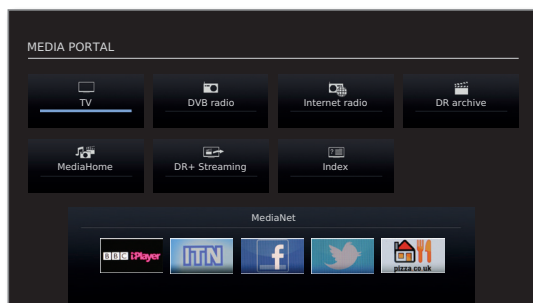 MEDIA PORTAL
TV
DVB radio
Internet radio
DR archive
MediaHome
DR+ Streaming
Index
MediaNet
BBC iPlayer
ITN
f
pizza.co.uk